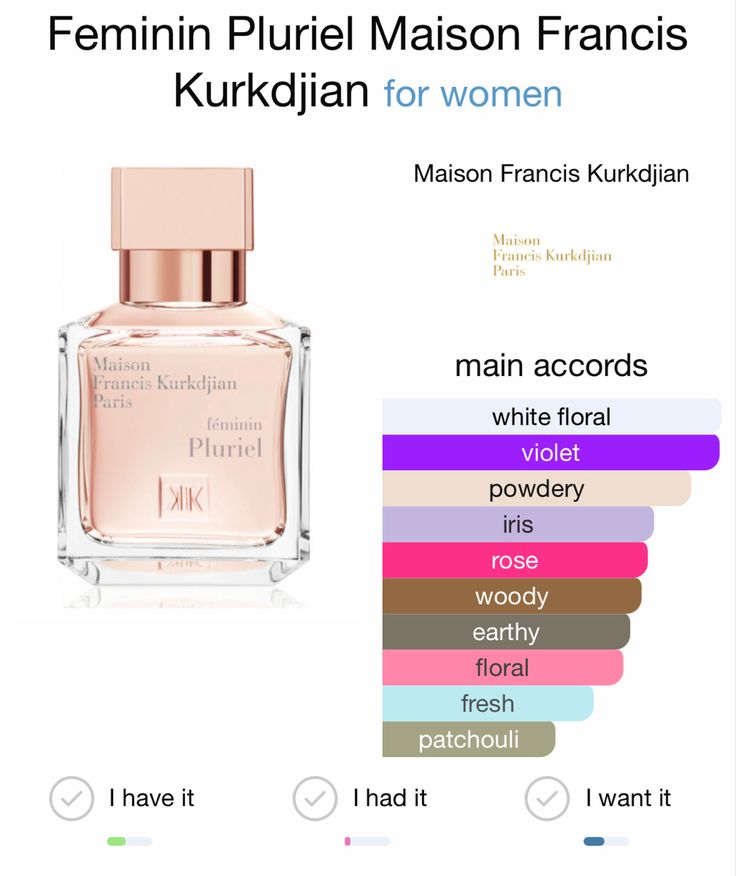 Feminin Pluriel Maison Francis
Kurkdjian for women
Maison Francis Kurkdjian
Maison
Francis Kurkdjian
Paris
Maison
Francis Kurkdjian
Paris
féminin
Pluriel
KK
main accords
white floral
violet
powdery
iris
rose
woody
earthy
floral
fresh
patchouli
I have it
I had it
I want it